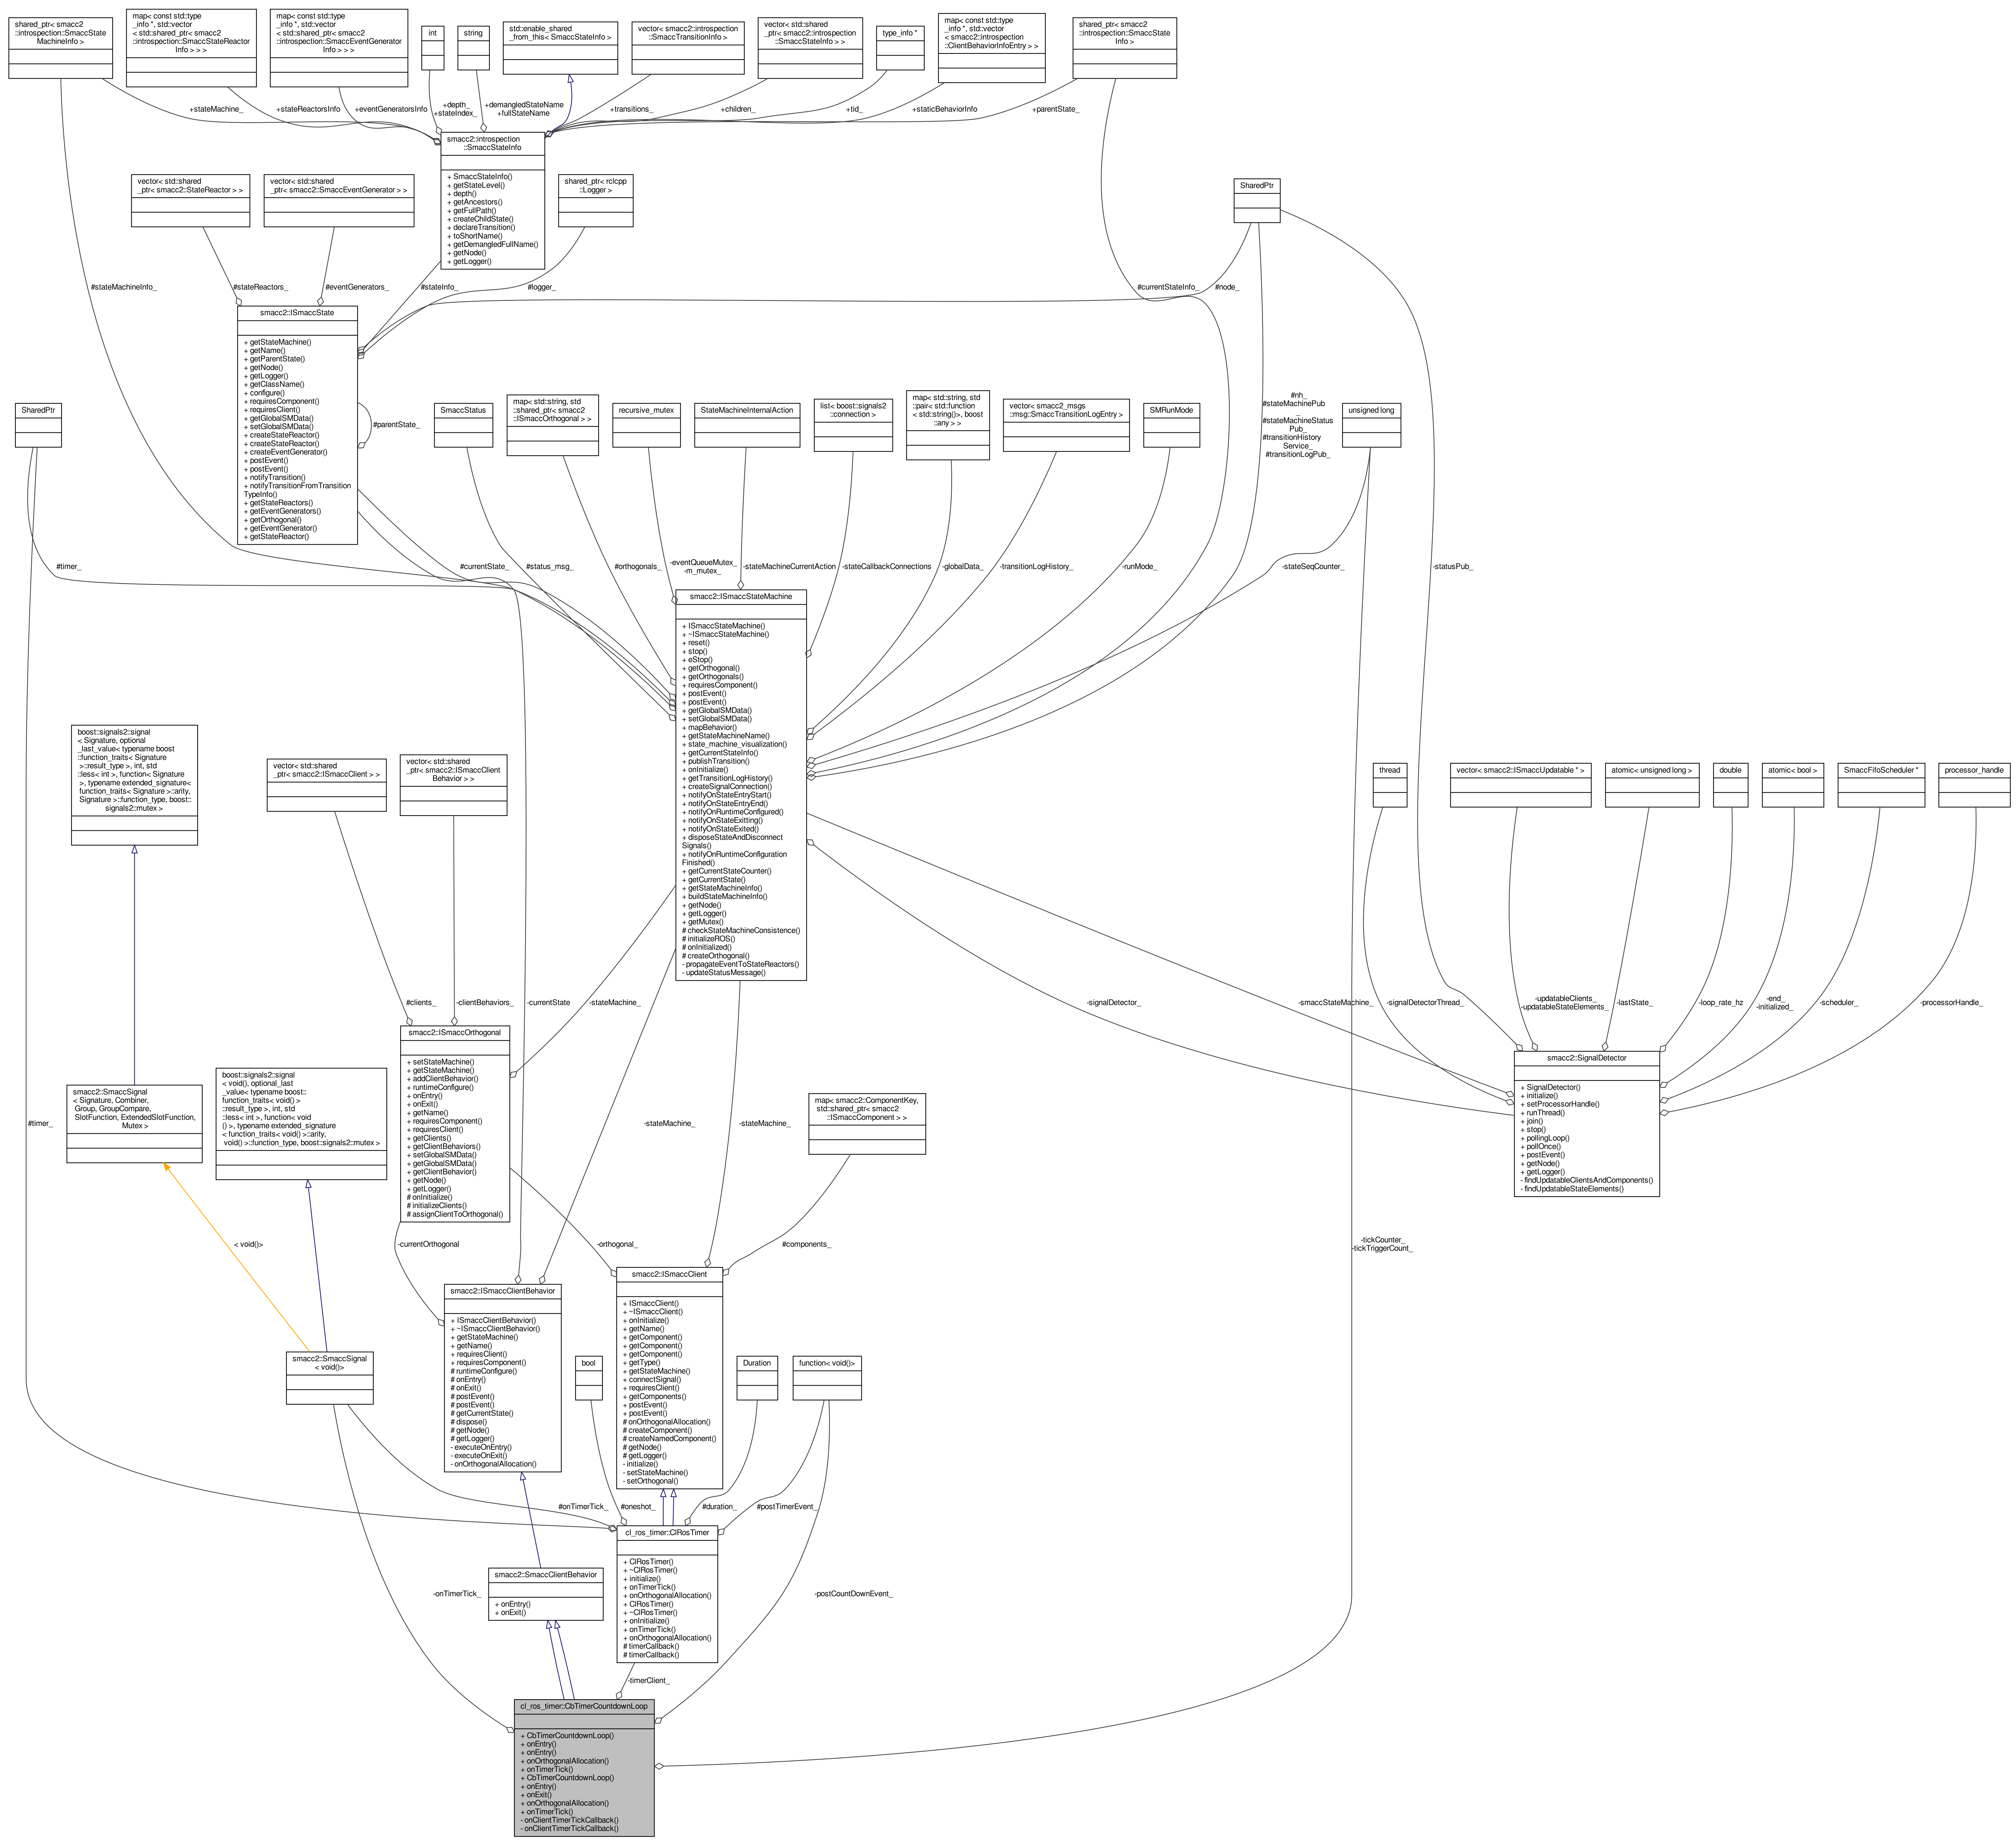 shared_ptr< smacc2
::introspection::SmaccState
MachineInfo >
map< const std::type
_info *, std::vector
< std::shared_ptr< smacc2
::introspection::SmaccStateReactor
Info > > >
map< const std::type
_info *, std::vector
< std::shared_ptr< smacc2
::introspection::SmaccEventGenerator
Info > > >
int
string
std::enable_shared
_from_this< SmaccStateInfo >
vector< smacc2::introspection
::SmaccTransitionInfo >
vector< std::shared
_ptr< smacc2::introspection
::SmaccStateInfo > >
type_info *
map< const std::type
_info *, std::vector
< smacc2::introspection
::ClientBehaviorInfoEntry > >
shared_ptr< smacc2
::introspection::SmaccState
Info >
+stateMachine_
+stateReactorsInfo
+eventGeneratorsInfo
+depth_
+stateIndex_
+demangledStateName
+fullStateName
+transitions_
+children_
+tid_
+staticBehaviorInfo
+parentState_
smacc2::introspection
::SmaccStateInfo
+ SmaccStateInfo()
+ getStateLevel()
+ depth()
+ getAncestors()
+ getFullPath()
+ createChildState()
+ declareTransition()
+ toShortName()
+ getDemangledFullName()
+ getNode()
+ getLogger()
vector< std::shared
_ptr< smacc2::StateReactor > >
vector< std::shared
_ptr< smacc2::SmaccEventGenerator > >
shared_ptr< rclcpp
::Logger >
SharedPtr
#stateMachineInfo_
#stateReactors_
#eventGenerators_
#stateInfo_
#logger_
#currentStateInfo_
#node_
smacc2::ISmaccState
+ getStateMachine()
+ getName()
+ getParentState()
+ getNode()
+ getLogger()
+ getClassName()
+ configure()
+ requiresComponent()
+ requiresClient()
+ getGlobalSMData()
+ setGlobalSMData()
+ createStateReactor()
+ createStateReactor()
+ createEventGenerator()
+ postEvent()
+ postEvent()
+ notifyTransition()
+ notifyTransitionFromTransition
TypeInfo()
+ getStateReactors()
+ getEventGenerators()
+ getOrthogonal()
+ getEventGenerator()
+ getStateReactor()
#parentState_
SharedPtr
SmaccStatus
map< std::string, std
::shared_ptr< smacc2
::ISmaccOrthogonal > >
recursive_mutex
StateMachineInternalAction
list< boost::signals2
::connection >
map< std::string, std
::pair< std::function
< std::string()>, boost
::any > >
vector< smacc2_msgs
::msg::SmaccTransitionLogEntry >
SMRunMode
#nh_
#stateMachinePub
_
#stateMachineStatus
Pub_
#transitionHistory
Service_
#transitionLogPub_
unsigned long
#timer_
#currentState_
#status_msg_
#orthogonals_
-eventQueueMutex_
-m_mutex_
-stateMachineCurrentAction
-stateCallbackConnections
-globalData_
-transitionLogHistory_
-runMode_
-stateSeqCounter_
-statusPub_
smacc2::ISmaccStateMachine
+ ISmaccStateMachine()
+ ~ISmaccStateMachine()
+ reset()
+ stop()
+ eStop()
+ getOrthogonal()
+ getOrthogonals()
+ requiresComponent()
+ postEvent()
+ postEvent()
+ getGlobalSMData()
+ setGlobalSMData()
+ mapBehavior()
+ getStateMachineName()
+ state_machine_visualization()
+ getCurrentStateInfo()
+ publishTransition()
+ onInitialize()
+ getTransitionLogHistory()
+ createSignalConnection()
+ notifyOnStateEntryStart()
+ notifyOnStateEntryEnd()
+ notifyOnRuntimeConfigured()
+ notifyOnStateExitting()
+ notifyOnStateExited()
+ disposeStateAndDisconnect
Signals()
+ notifyOnRuntimeConfiguration
Finished()
+ getCurrentStateCounter()
+ getCurrentState()
+ getStateMachineInfo()
+ buildStateMachineInfo()
+ getNode()
+ getLogger()
+ getMutex()
# checkStateMachineConsistence()
# initializeROS()
# onInitialized()
# createOrthogonal()
- propagateEventToStateReactors()
- updateStatusMessage()
boost::signals2::signal
< Signature, optional
_last_value< typename boost
::function_traits< Signature
>::result_type >, int, std
::less< int >, function< Signature
>, typename extended_signature<
function_traits< Signature >::arity,
Signature >::function_type, boost::
signals2::mutex >
vector< std::shared
_ptr< smacc2::ISmaccClient > >
vector< std::shared
_ptr< smacc2::ISmaccClient
Behavior > >
thread
vector< smacc2::ISmaccUpdatable * >
atomic< unsigned long >
double
atomic< bool >
SmaccFifoScheduler *
processor_handle
#clients_
-clientBehaviors_
-currentState
-stateMachine_
-signalDetector_
-smaccStateMachine_
-signalDetectorThread_
-updatableClients_
-updatableStateElements_
-lastState_
-loop_rate_hz
-end_
-initialized_
-scheduler_
-processorHandle_
smacc2::ISmaccOrthogonal
+ setStateMachine()
+ getStateMachine()
+ addClientBehavior()
+ runtimeConfigure()
+ onEntry()
+ onExit()
+ getName()
+ requiresComponent()
+ requiresClient()
+ getClients()
+ getClientBehaviors()
+ setGlobalSMData()
+ getGlobalSMData()
+ getClientBehavior()
+ getNode()
+ getLogger()
# onInitialize()
# initializeClients()
# assignClientToOrthogonal()
smacc2::SignalDetector
+ SignalDetector()
+ initialize()
+ setProcessorHandle()
+ runThread()
+ join()
+ stop()
+ pollingLoop()
+ pollOnce()
+ postEvent()
+ getNode()
+ getLogger()
- findUpdatableClientsAndComponents()
- findUpdatableStateElements()
smacc2::SmaccSignal
< Signature, Combiner,
Group, GroupCompare,
SlotFunction, ExtendedSlotFunction,
Mutex >
boost::signals2::signal
< void(), optional_last
_value< typename boost::
function_traits< void() >
::result_type >, int, std
::less< int >, function< void
() >, typename extended_signature
< function_traits< void() >::arity,
void() >::function_type, boost::signals2::mutex >
#timer_
-stateMachine_
-stateMachine_
map< smacc2::ComponentKey,
std::shared_ptr< smacc2
::ISmaccComponent > >
< void()>
-currentOrthogonal
-orthogonal_
#components_
-tickCounter_
-tickTriggerCount_
smacc2::ISmaccClientBehavior
+ ISmaccClientBehavior()
+ ~ISmaccClientBehavior()
+ getStateMachine()
+ getName()
+ requiresClient()
+ requiresComponent()
# runtimeConfigure()
# onEntry()
# onExit()
# postEvent()
# postEvent()
# getCurrentState()
# dispose()
# getNode()
# getLogger()
- executeOnEntry()
- executeOnExit()
- onOrthogonalAllocation()
smacc2::ISmaccClient
+ ISmaccClient()
+ ~ISmaccClient()
+ onInitialize()
+ getName()
+ getComponent()
+ getComponent()
+ getComponent()
+ getType()
+ getStateMachine()
+ connectSignal()
+ requiresClient()
+ getComponents()
+ postEvent()
+ postEvent()
# onOrthogonalAllocation()
# createComponent()
# createNamedComponent()
# getNode()
# getLogger()
- initialize()
- setStateMachine()
- setOrthogonal()
smacc2::SmaccSignal
< void()>
bool
Duration
function< void()>
#onTimerTick_
#oneshot_
#duration_
#postTimerEvent_
cl_ros_timer::ClRosTimer
+ ClRosTimer()
+ ~ClRosTimer()
+ initialize()
+ onTimerTick()
+ onOrthogonalAllocation()
+ ClRosTimer()
+ ~ClRosTimer()
+ onInitialize()
+ onTimerTick()
+ onOrthogonalAllocation()
# timerCallback()
# timerCallback()
smacc2::SmaccClientBehavior
+ onEntry()
+ onExit()
-onTimerTick_
-postCountDownEvent_
-timerClient_
cl_ros_timer::CbTimerCountdownLoop
+ CbTimerCountdownLoop()
+ onEntry()
+ onEntry()
+ onOrthogonalAllocation()
+ onTimerTick()
+ CbTimerCountdownLoop()
+ onEntry()
+ onExit()
+ onOrthogonalAllocation()
+ onTimerTick()
- onClientTimerTickCallback()
- onClientTimerTickCallback()